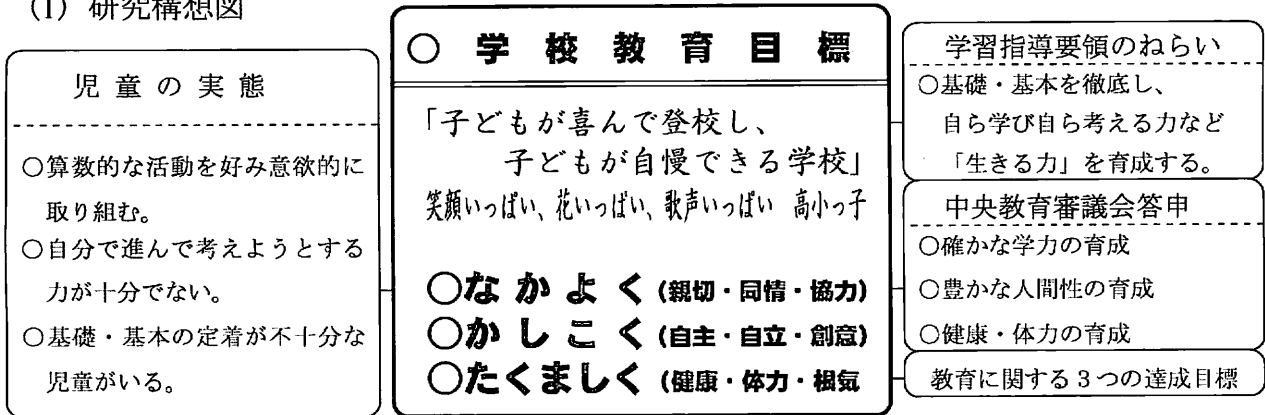 (1) 研究構想図
児童の実態
○算数的な活動を好み意欲的に
取り組む。
○自分で進んで考えようとする
力が十分でない。
○基礎・基本の定着が不十分な
児童がいる。
○ 学校教育目標
「子どもが喜んで登校し、
子どもが自慢できる学校」
笑顔いっぱい、花いっぱい、歌声いっぱい 高小っ子
○なかよく(親切・同情・協力)
○かしこく(自主・自立・創意)
○たくましく(健康・体力・根気
学習指導要領のねらい
○基礎・基本を徹底し、
自ら学び自ら考える力など
「生きる力」を育成する。
中央教育審議会答申
○確かな学力の育成
○豊かな人間性の育成
○健康・体力の育成
教育に関する3つの達成目標